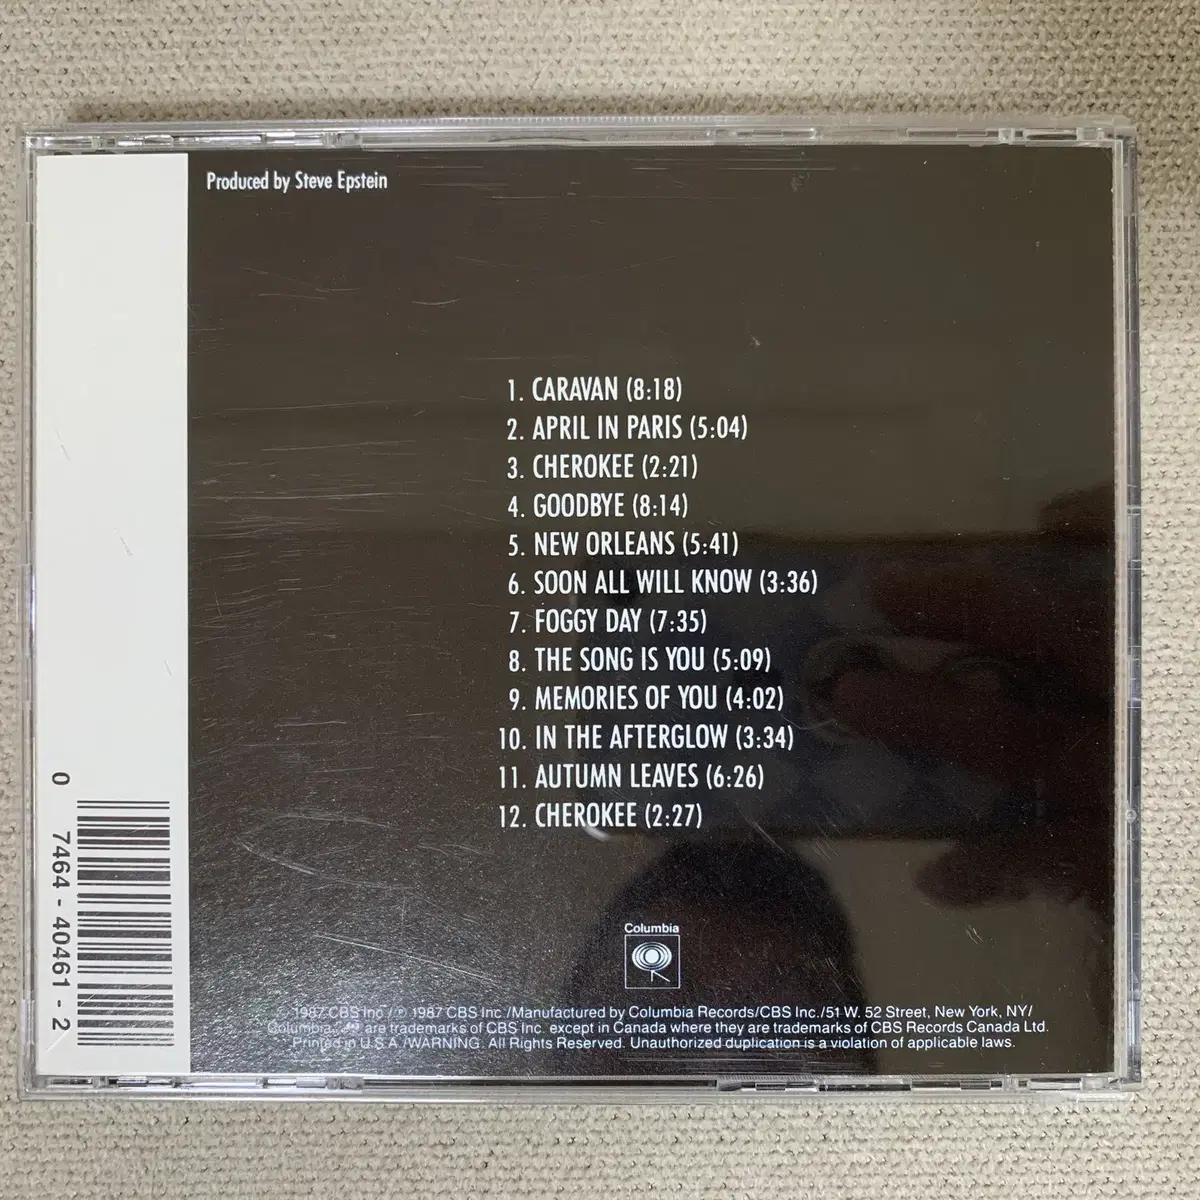 Produced by Steve Epstein
1. CARAVAN (8:18)
2. APRIL IN PARIS (5:04)
3. CHEROKEE (2:21)
4. GOODBYE (8:14)
5. NEW ORLEANS (5:41)
6. SOON ALL WILL KNOW (3:36)
7. FOGGY DAY (7:35)
8. THE SONG IS YOU (5:09)
9. MEMORIES OF YOU (4:02)
10. IN THE AFTERGLOW (3:34)
11. AUTUMN LEAVES (6:26)
12. CHEROKEE (2:27)
0 7464-40461-2
Columbia
© 1987 CBS Inc./℗ 1987 CBS Inc./Manufactured by Columbia Records/CBS Inc./51 W. 52 Street, New York, NY/
Columbia, are trademarks of CBS Inc. except in Canada where they are trademarks of CBS Records Canada Ltd.
Printed in U.S.A./WARNING. All Rights Reserved. Unauthorized duplication is a violation of applicable laws.